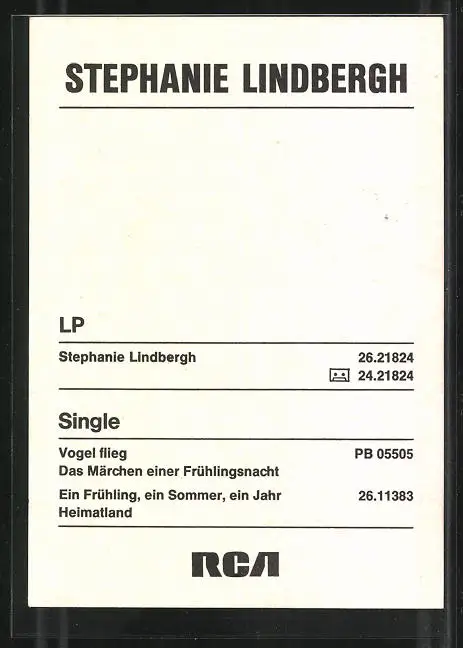 STEPHANIE LINDBERGH
LP
Stephanie Lindbergh 26.21824
24.21824
Single
Vogel flieg PB 05505
Das Märchen einer Frühlingsnacht
Ein Frühling, ein Sommer, ein Jahr 26.11383
Heimatland
RCA